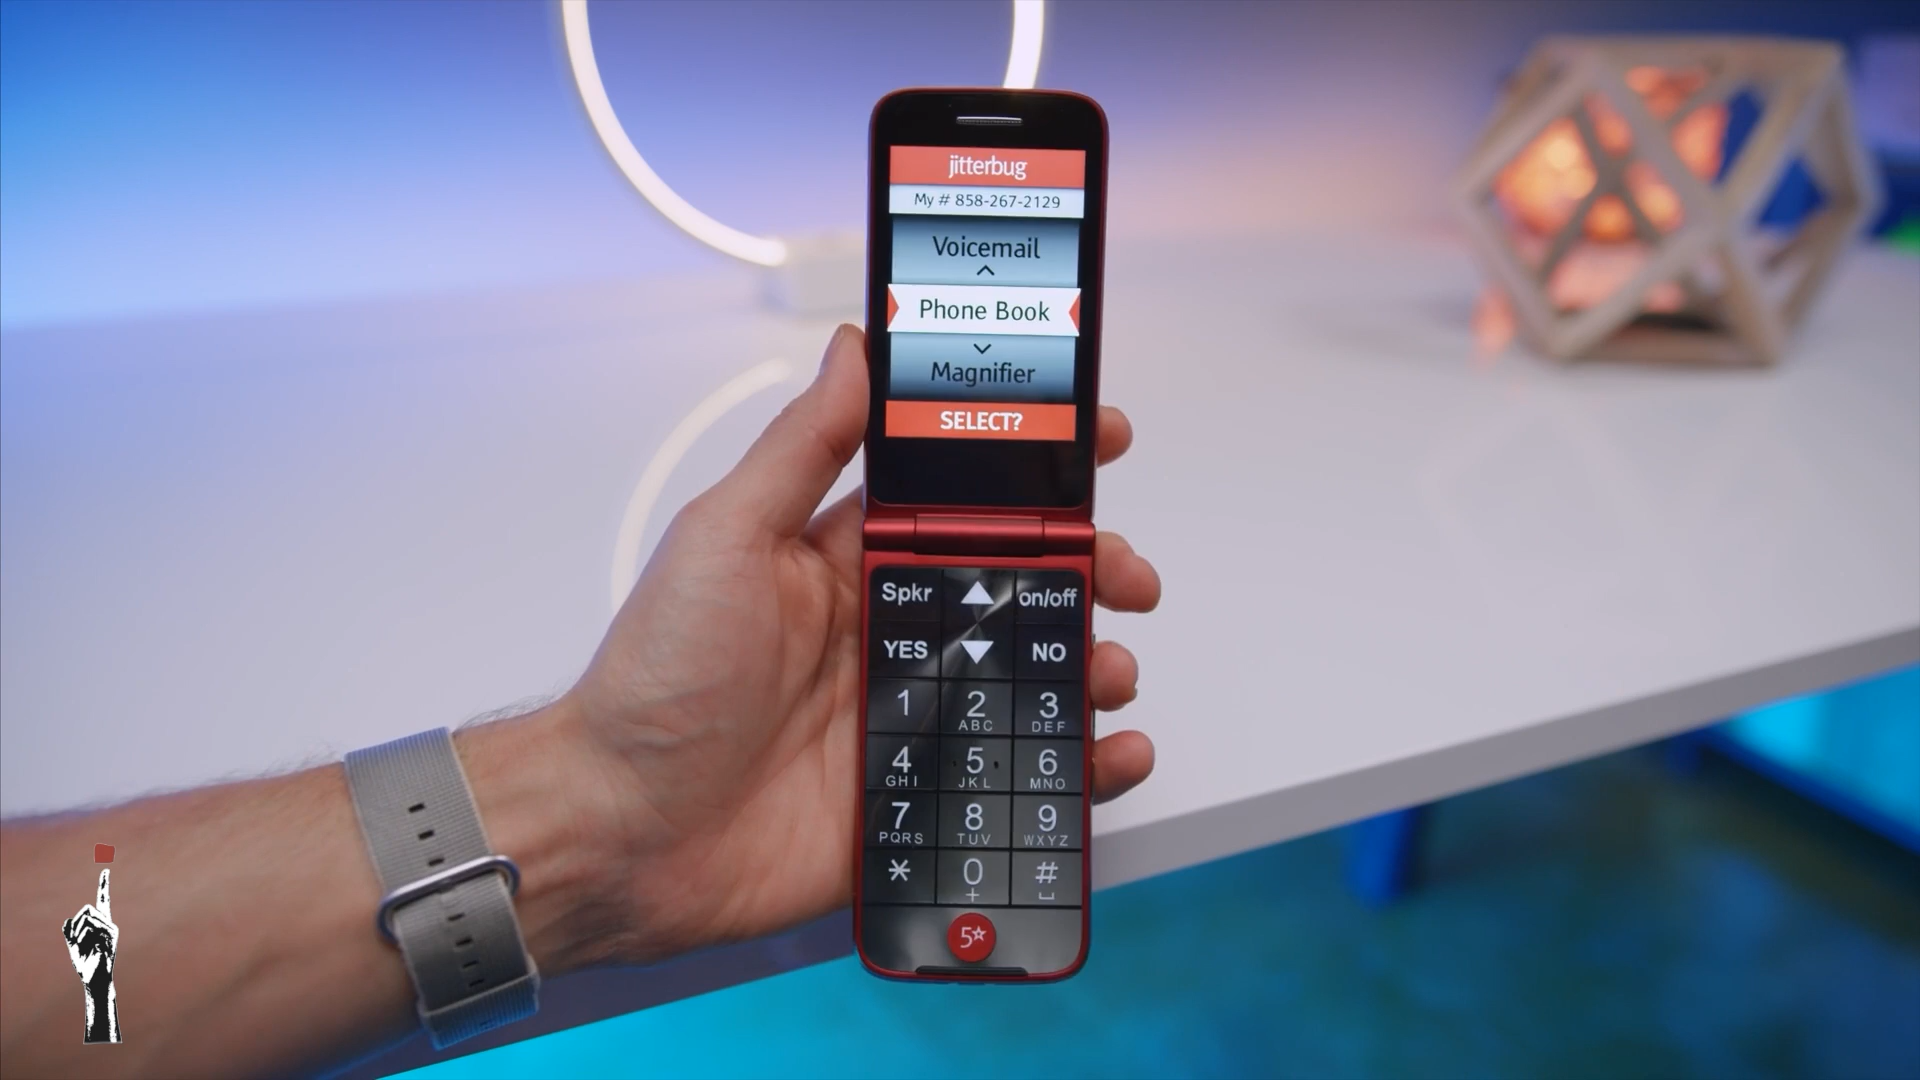 jitterbug
My # 858-267-2129
Voicemail
Phone Book
Magnifier
SELECT?
Spkr on/off
YES NO
1 2 3
ABC DEF
4 5 6
GHI JKL MNO
7 8 9
PQRS TUV WXYZ
* 0 #
+
5☆